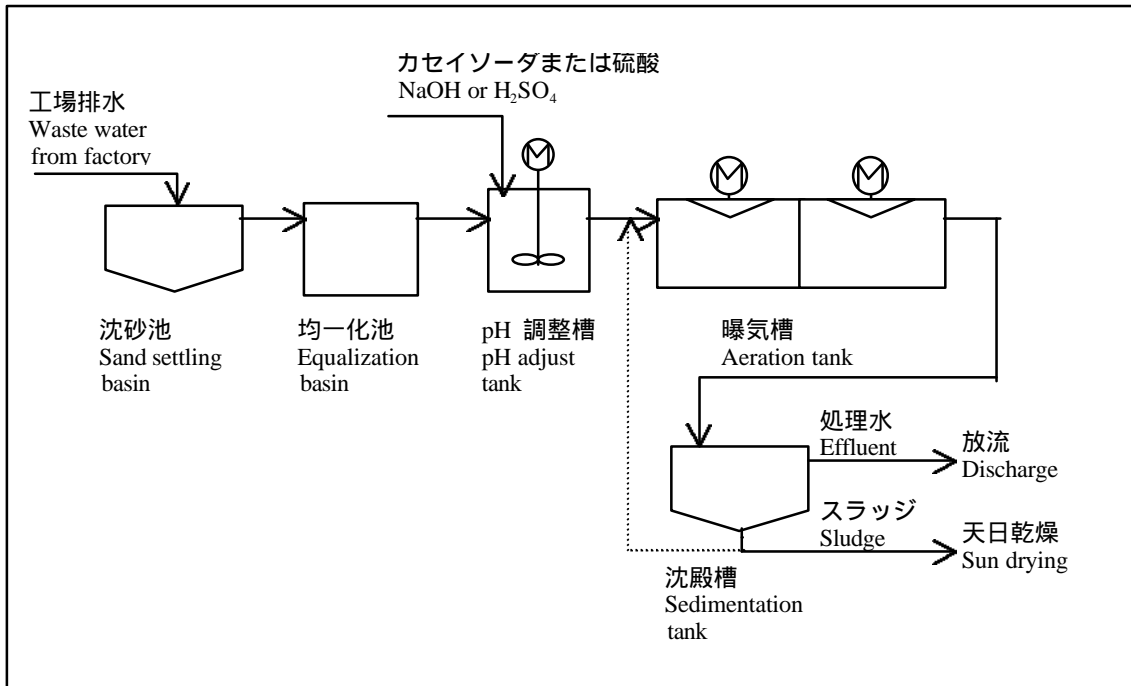 カセイソーダまたは硫酸
NaOH or H₂SO₄
工場排水
Waste water
from factory
M
M
M
沈砂池
Sand settling
basin
均一化池
Equalization
basin
pH 調整槽
pH adjust
tank
曝気槽
Aeration tank
処理水
Effluent
放流
Discharge
スラッジ
Sludge
天日乾燥
Sun drying
沈殿槽
Sedimentation
tank